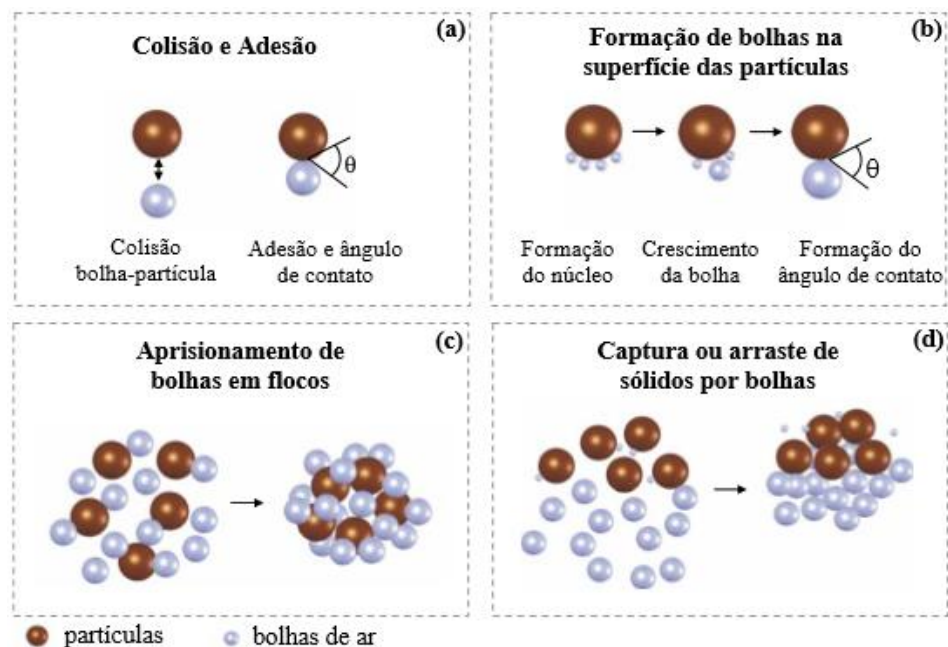 (a)
Colisão e Adesão
θ
Colisão
bolha-partícula
Adesão e ângulo
de contato
(b)
Formação de bolhas na
superfície das partículas
θ
Formação
do núcleo
Crescimento
da bolha
Formação do
ângulo de contato
(c)
Aprisionamento de
bolhas em flocos
(d)
Captura ou arraste de
sólidos por bolhas
partículas
bolhas de ar